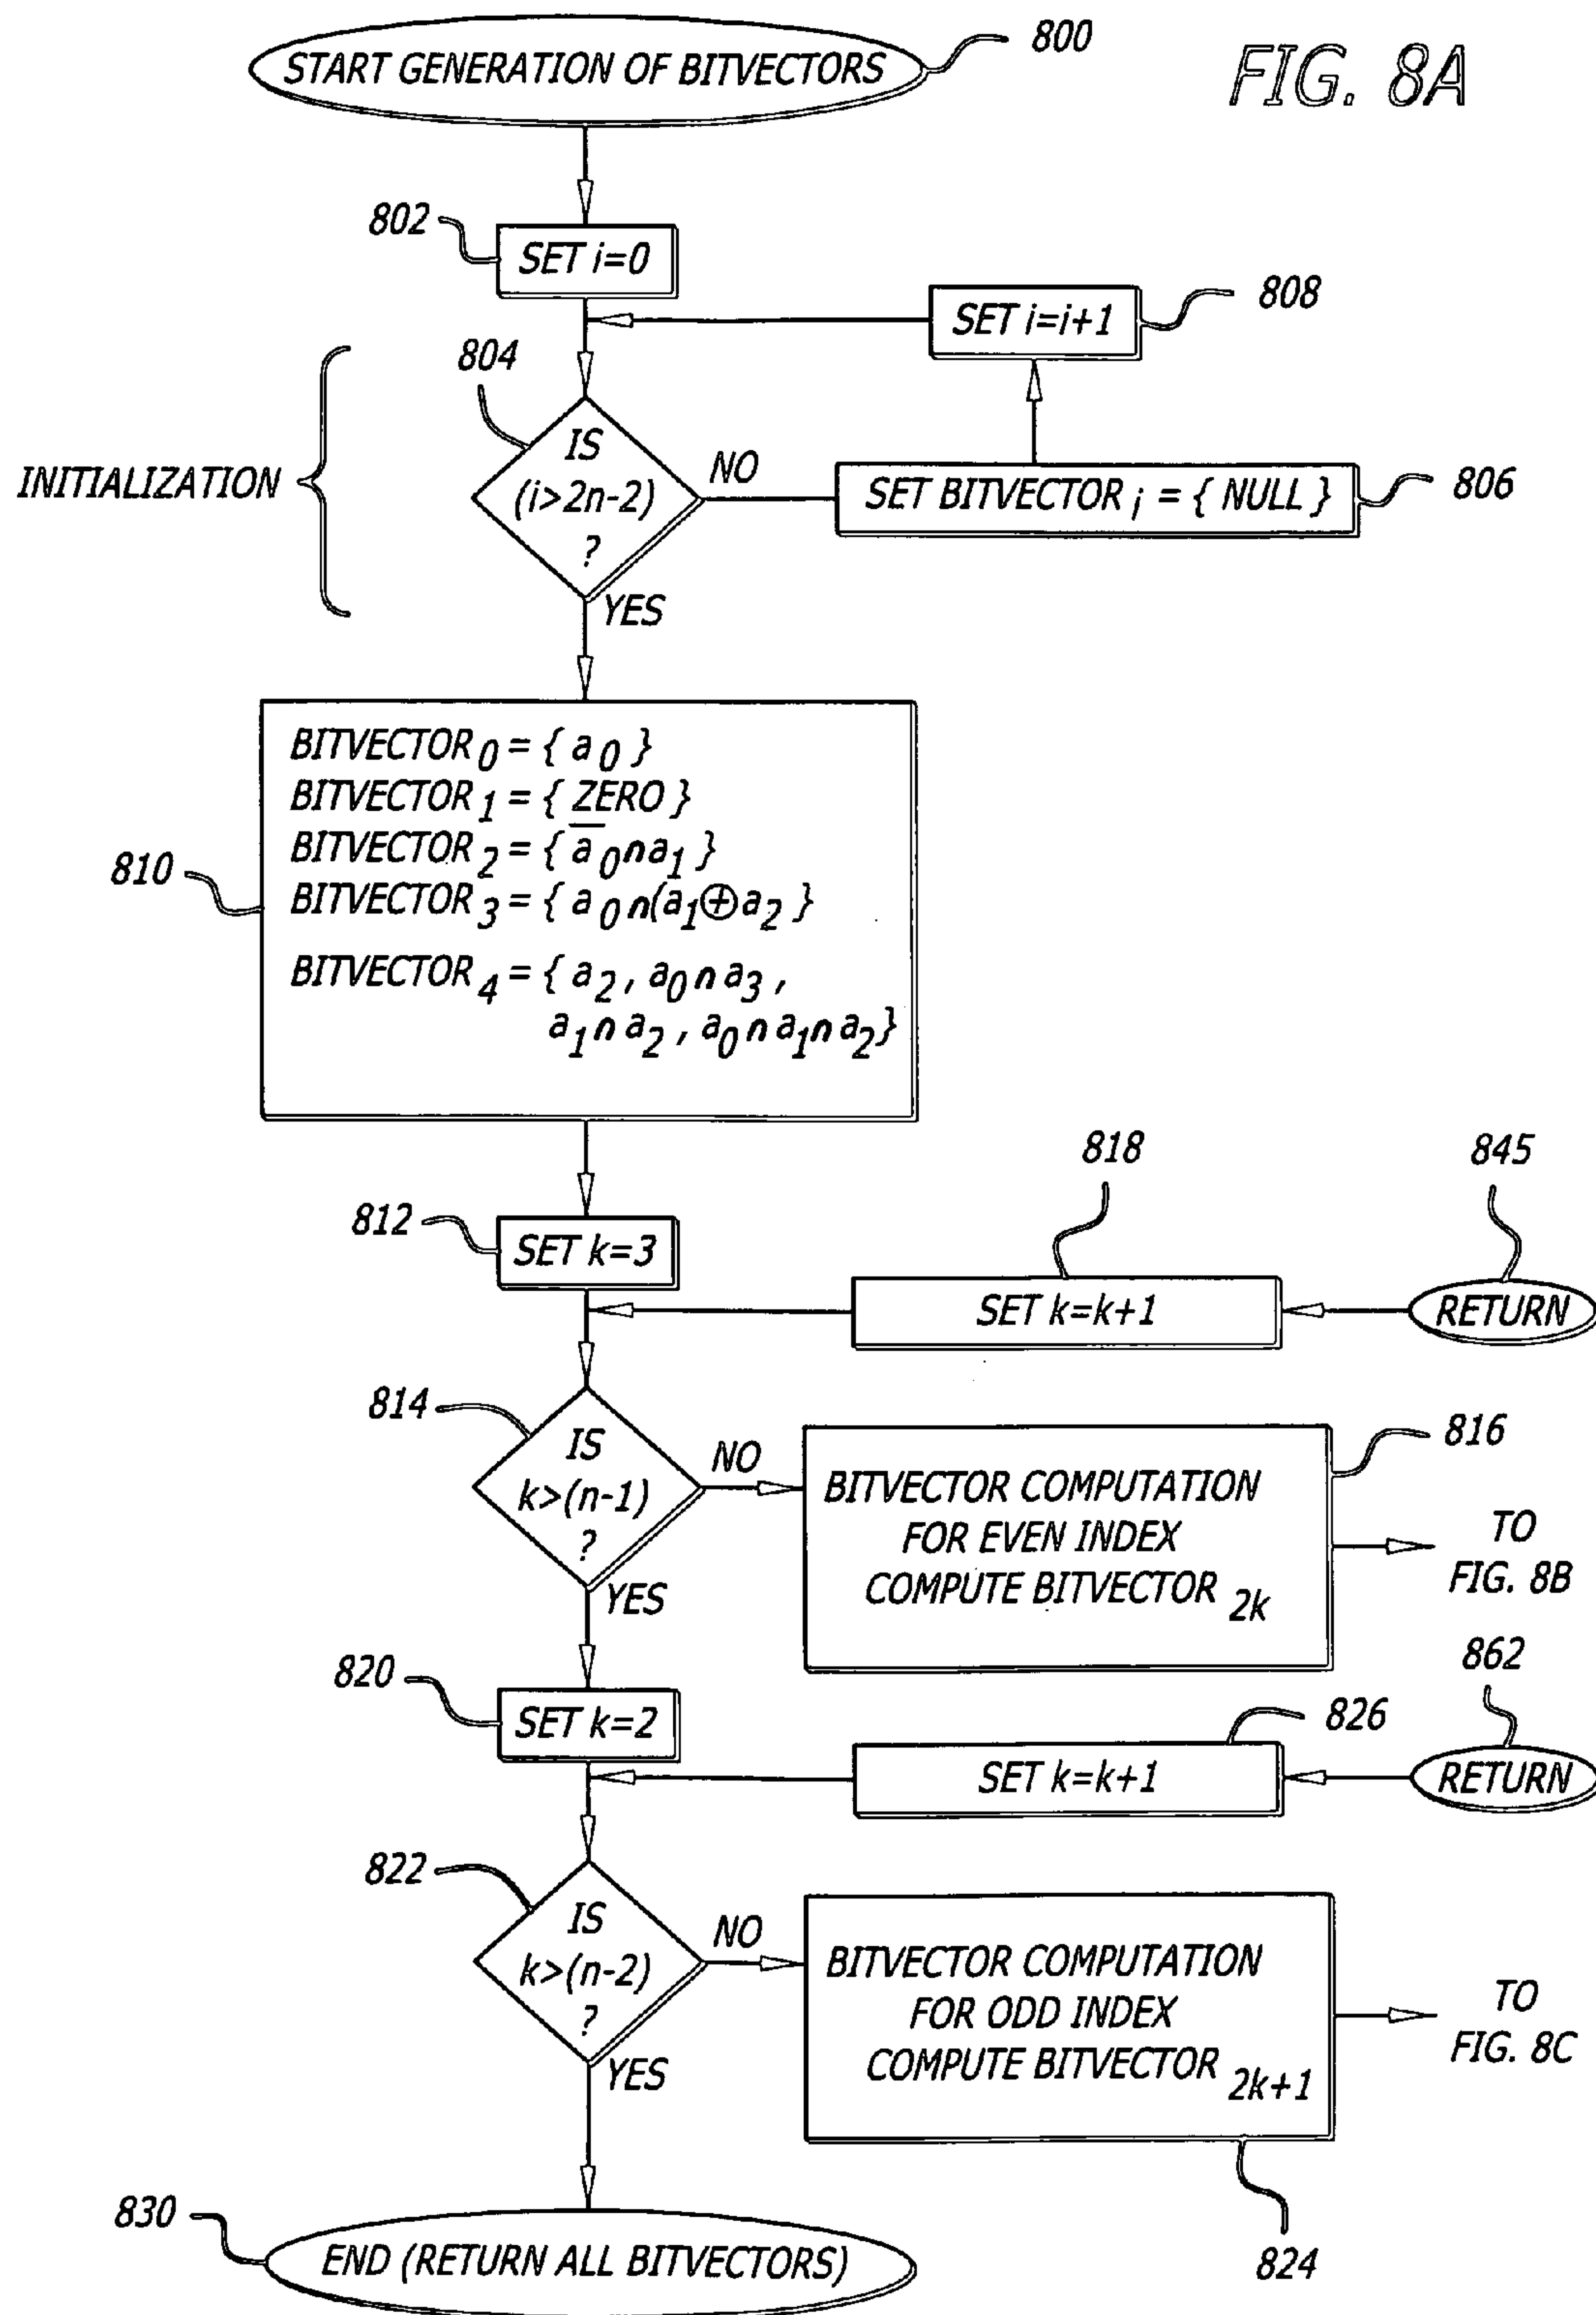 START GENERATION OF BITVECTORS
800
FIG. 8A
802
SET i=0
SET i=i+1
808
804
INITIALIZATION
IS
(i>2n-2)
?
NO
SET BITVECTOR i = { NULL }
806
YES
810
BITVECTOR 0 = { a 0 }
BITVECTOR 1 = { ZERO }
BITVECTOR 2 = { a̅ 0 ∩ a 1 }
BITVECTOR 3 = { a 0 ∩ (a 1 ⊕ a 2 }
BITVECTOR 4 = { a 2 , a 0 ∩ a 3 ,
a 1 ∩ a 2 , a 0 ∩ a 1 ∩ a 2 }
812
SET k=3
818
SET k=k+1
845
RETURN
814
IS
k>(n-1)
?
NO
YES
BITVECTOR COMPUTATION
FOR EVEN INDEX
COMPUTE BITVECTOR 2k
816
TO
FIG. 8B
820
SET k=2
826
SET k=k+1
862
RETURN
822
IS
k>(n-2)
?
NO
YES
BITVECTOR COMPUTATION
FOR ODD INDEX
COMPUTE BITVECTOR 2k+1
824
TO
FIG. 8C
830
END (RETURN ALL BITVECTORS)